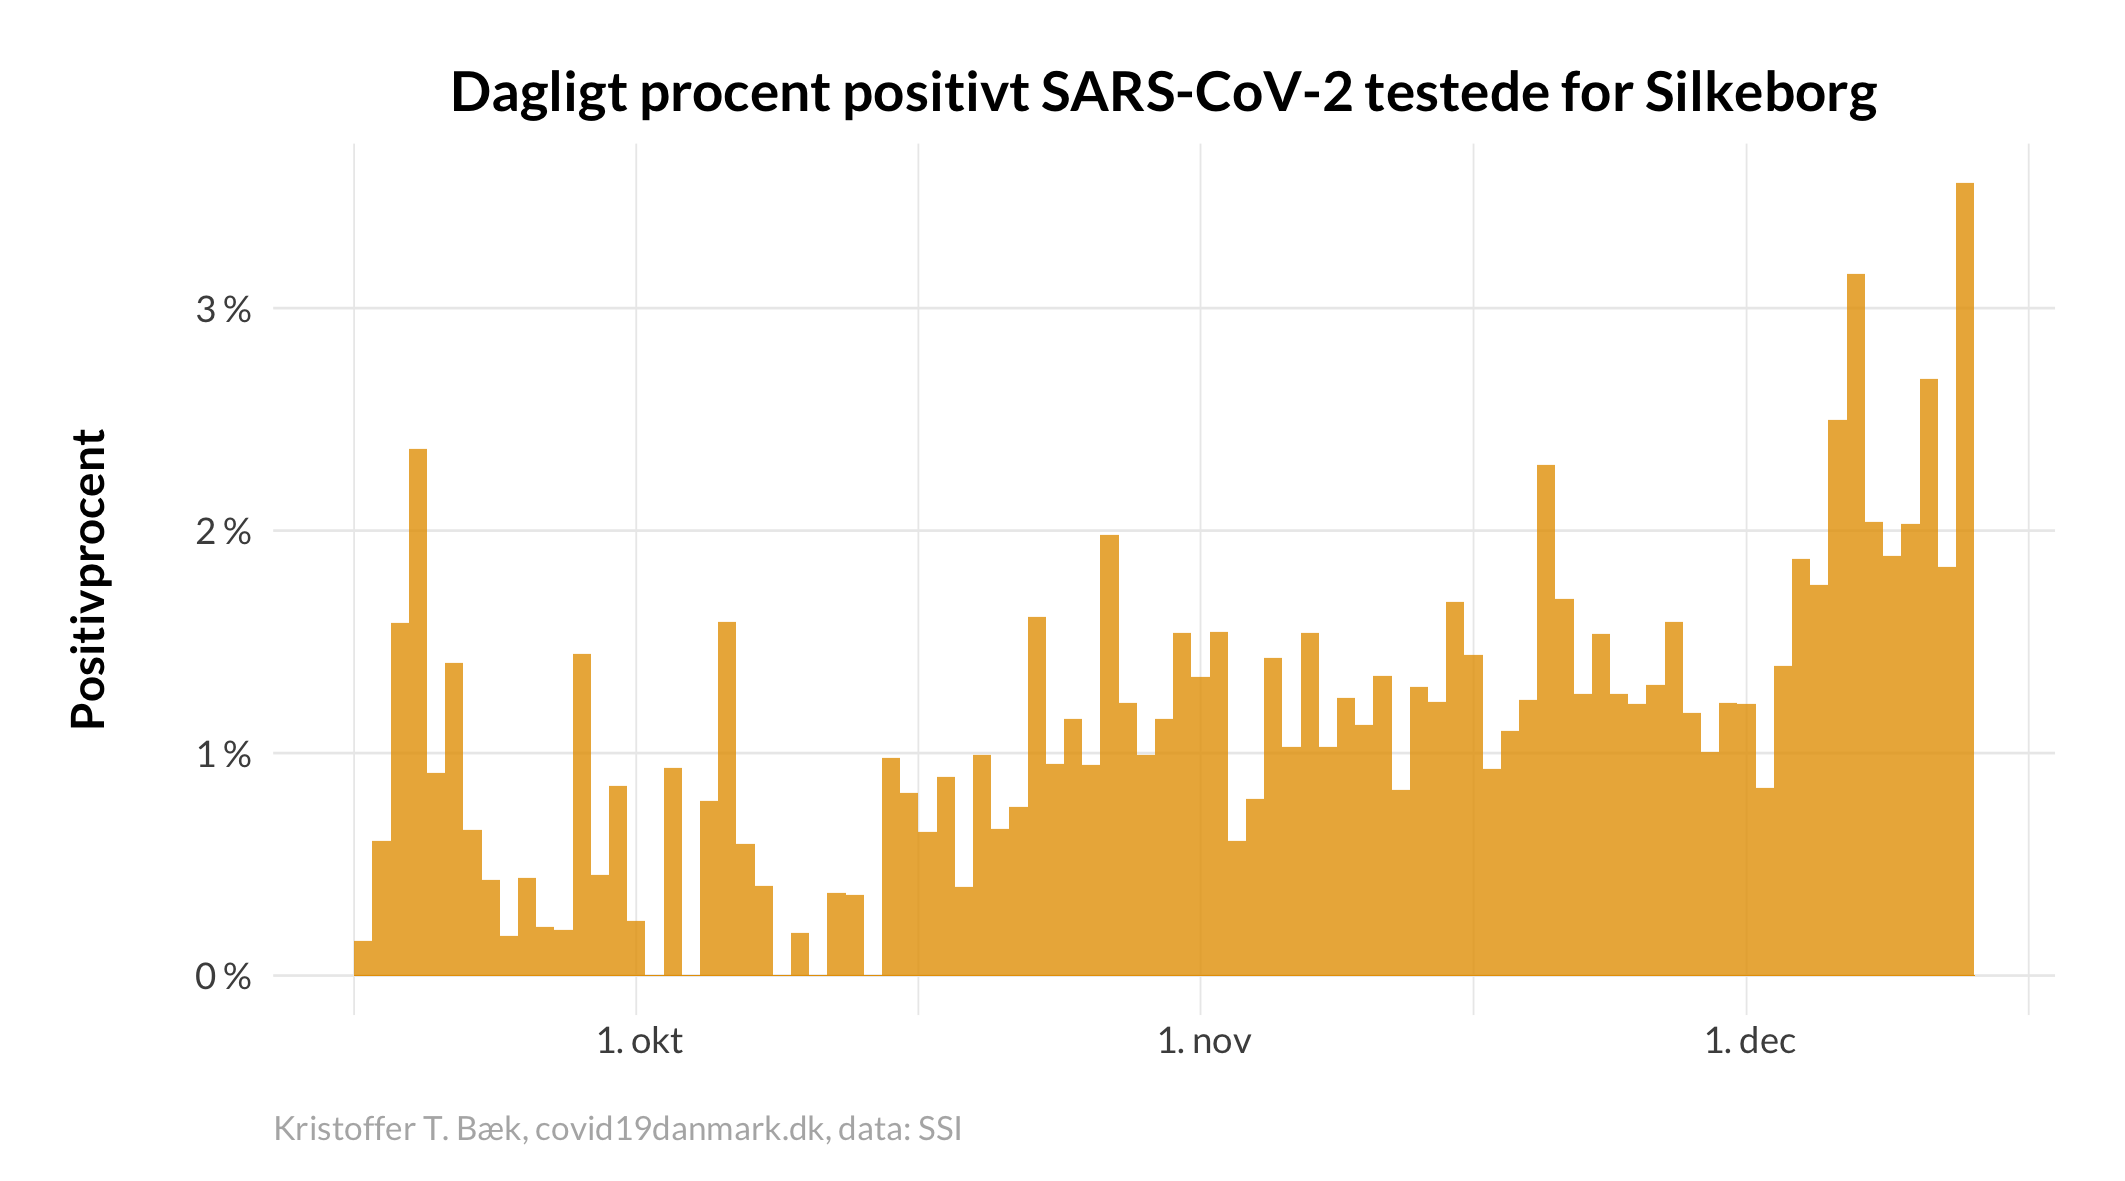 Dagligt procent positivt SARS-CoV-2 testede for Silkeborg
Positivprocent
3 %
2 %
1 %
0 %
1. okt
1. nov
1. dec
Kristoffer T. Bæk, covid19danmark.dk, data: SSI